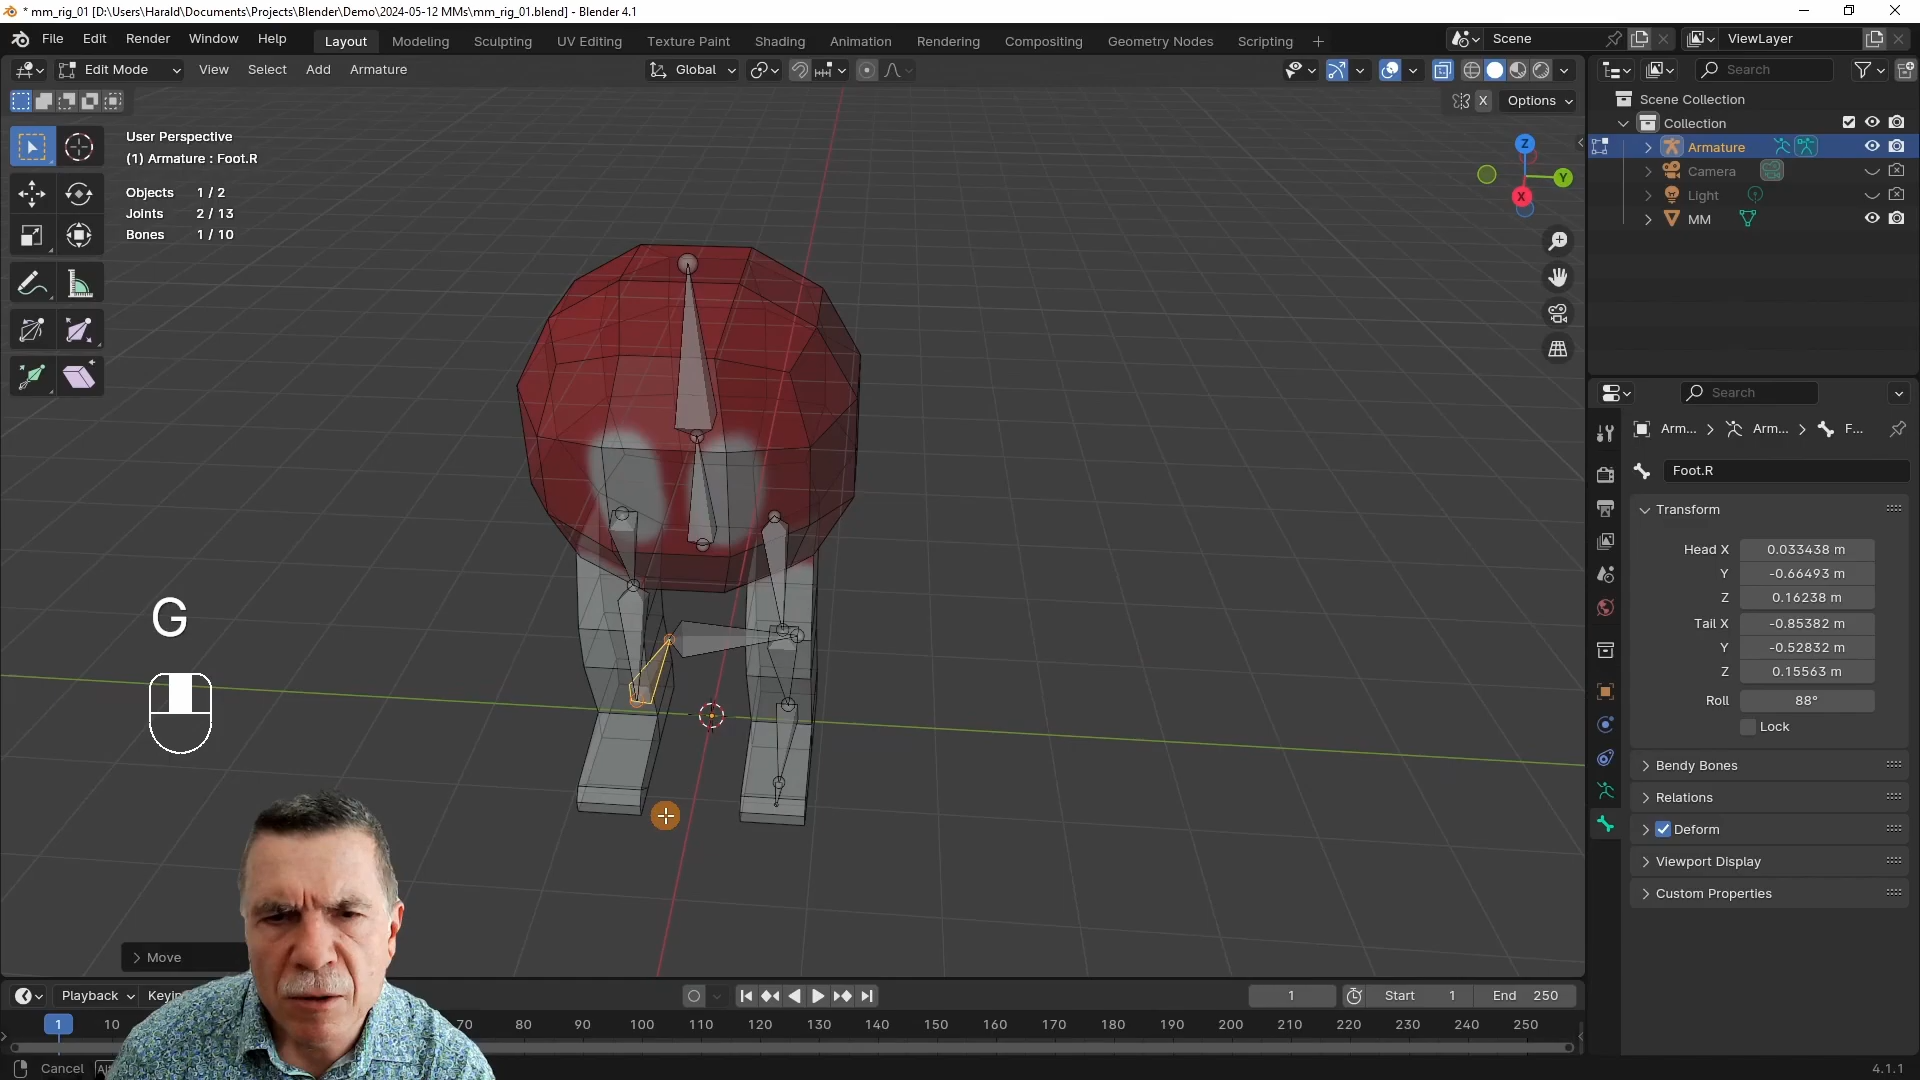 * mm_rig_01 [D:\Users\Harald\Documents\Projects\Blender\Demo\2024-05-12 MMs\mm_rig_01.blend] - Blender 4.1
File Edit Render Window Help
Layout Modeling Sculpting UV Editing Texture Paint Shading Animation Rendering Compositing Geometry Nodes Scripting +
Scene
ViewLayer
Edit Mode View Select Add Armature
Global
Search
X Options
User Perspective
(1) Armature : Foot.R
Objects 1 / 2
Joints 2 / 13
Bones 1 / 10
Z
Y
X
Scene Collection
Collection
Armature
Camera
Light
MM
Search
Arm... > Arm... > F...
Foot.R
Transform
Head X 0.033438 m
Y -0.66493 m
Z 0.16238 m
Tail X -0.85382 m
Y -0.52832 m
Z 0.15563 m
Roll 88°
Lock
Bendy Bones
Relations
Deform
Viewport Display
Custom Properties
G
Move
Playback
1
Start 1
End 250
1 10 70 80 90 100 110 120 130 140 150 160 170 180 190 200 210 220 230 240 250
Cancel
4.1.1